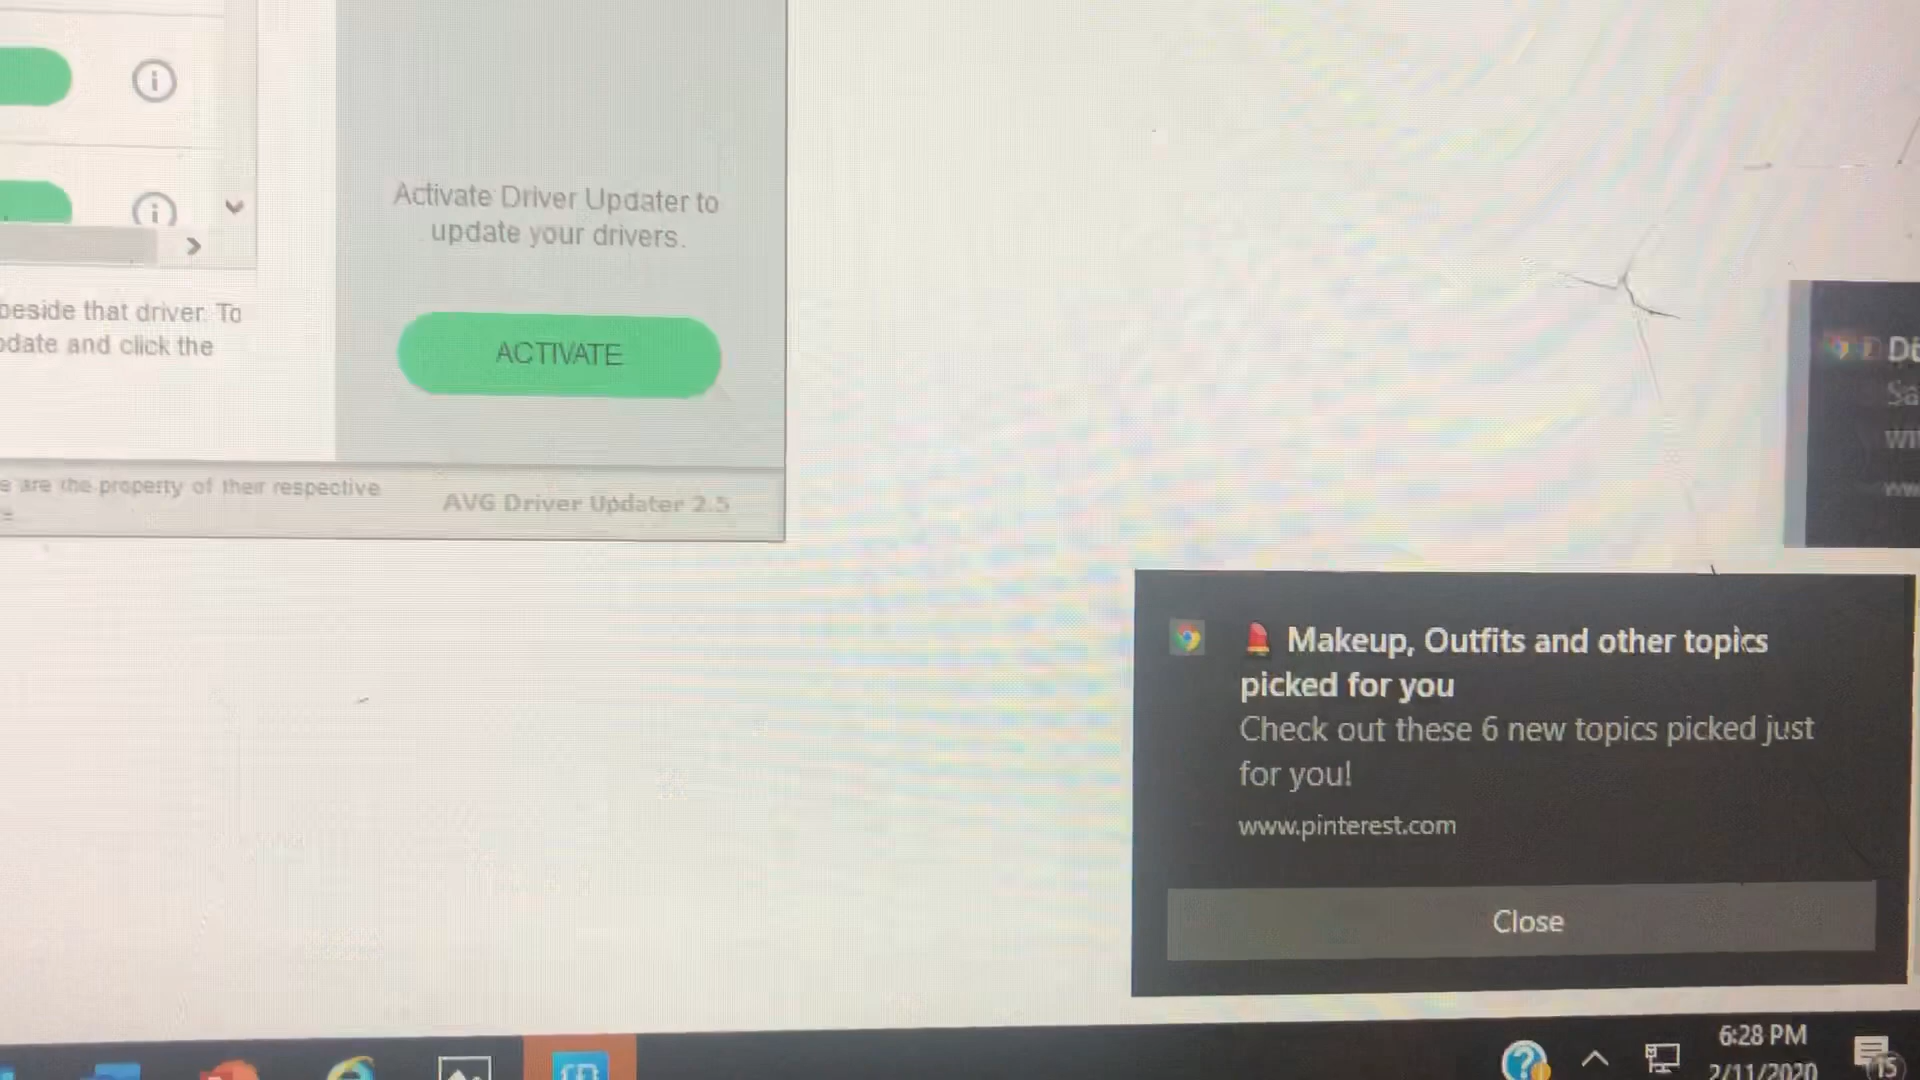 Activate Driver Updater to
update your drivers.
ACTIVATE
beside that driver. To
update and click the
e are the property of their respective
AVG Driver Updater 2.5
Makeup, Outfits and other topics
picked for you
Check out these 6 new topics picked just
for you!
www.pinterest.com
Close
6:28 PM
2/11/2020
15